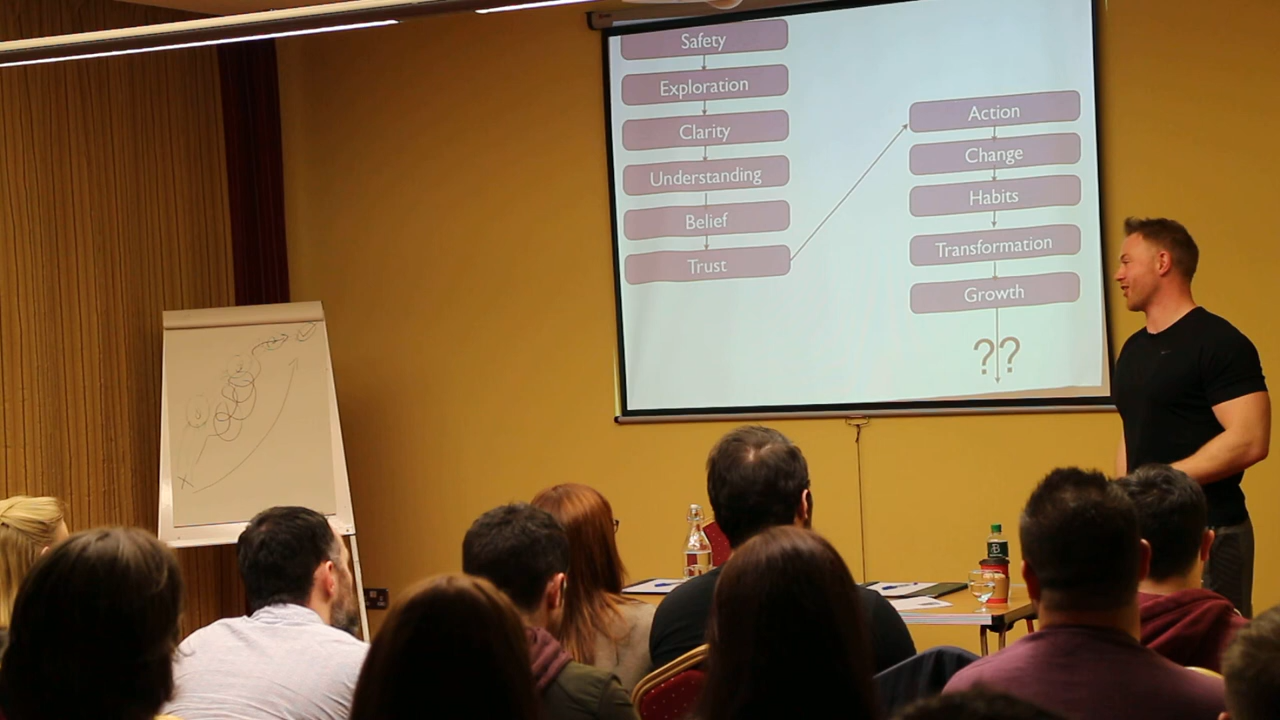 Safety
Exploration
Clarity
Understanding
Belief
Trust
Action
Change
Habits
Transformation
Growth
??